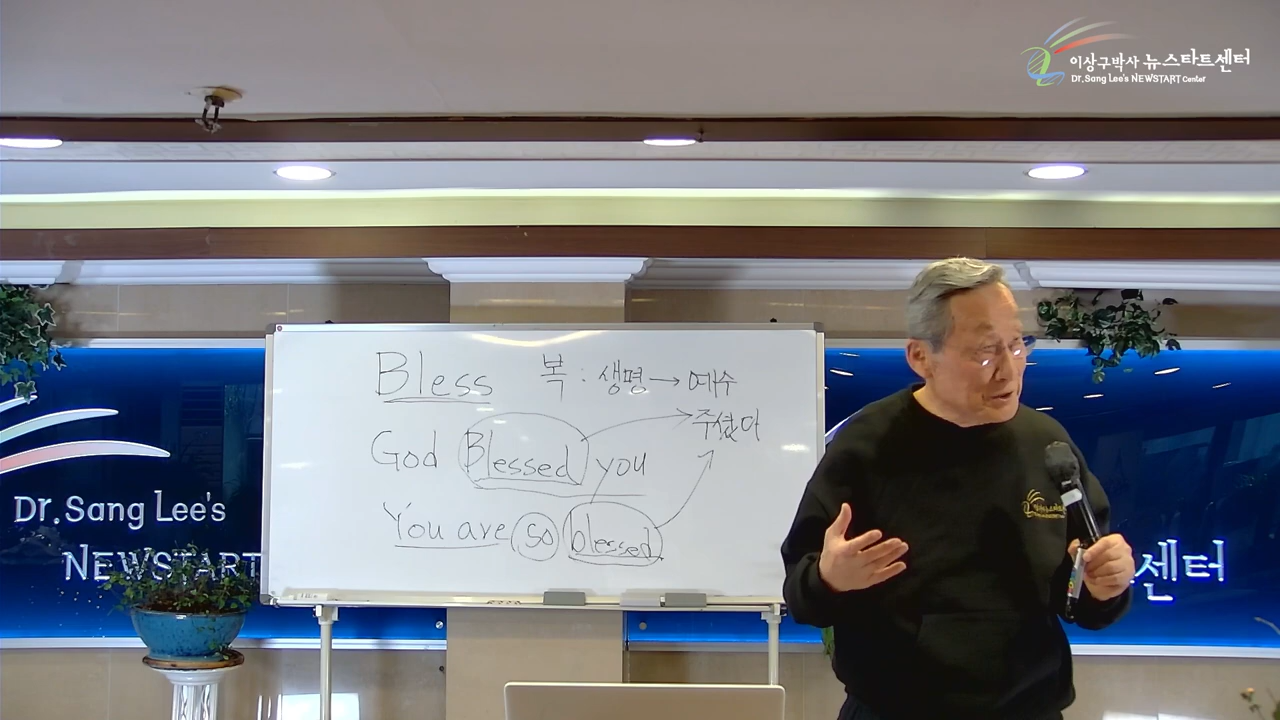 이상구박사 뉴스타트센터
Dr. Sang Lee's NEWSTART Center
Bless 복 : 생명 → 예수
God Blessed you 주셨다
You are so blessed.
Dr. Sang Lee's
NEWSTART
센터